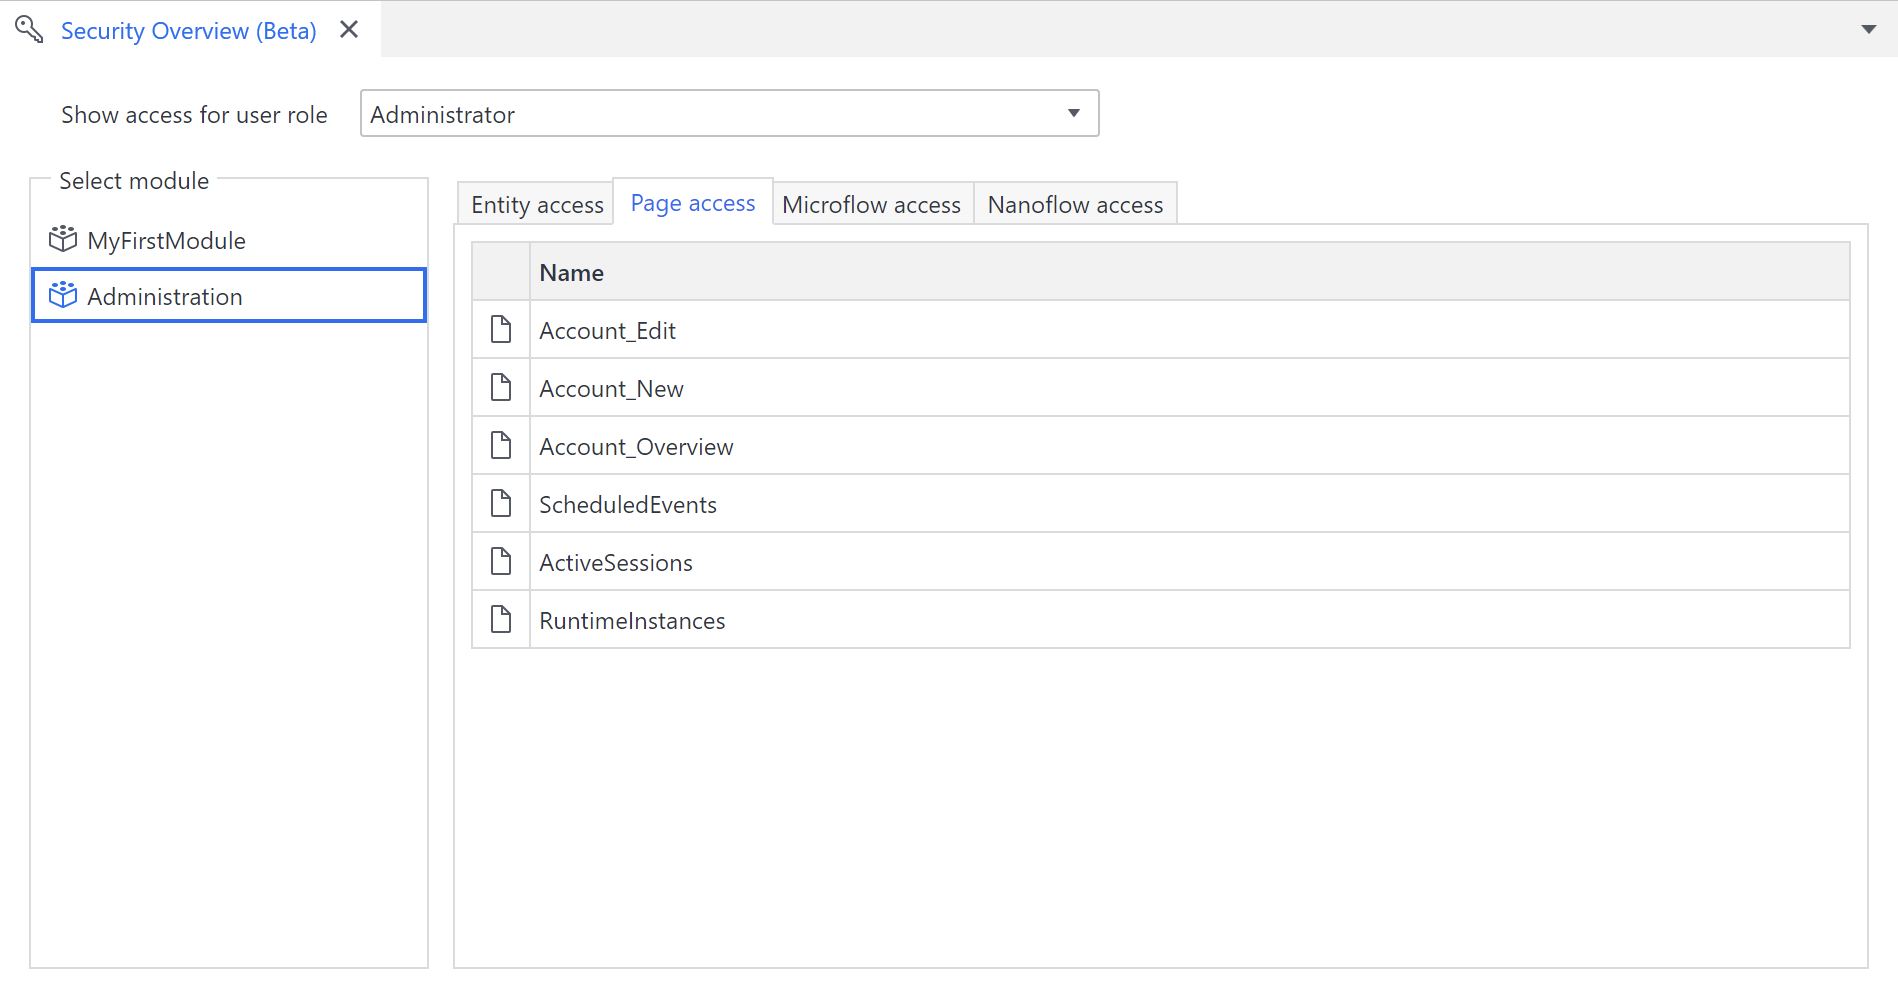 Security Overview (Beta)
Show access for user role
Administrator
Select module
MyFirstModule
Administration
Entity access
Page access
Microflow access
Nanoflow access
Name
Account_Edit
Account_New
Account_Overview
ScheduledEvents
ActiveSessions
RuntimeInstances